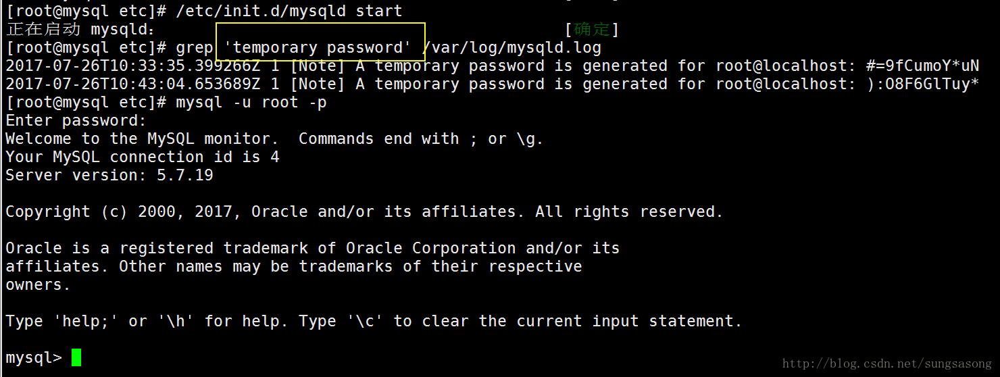 [root@mysql etc]# /etc/init.d/mysqld start
正在启动 mysqld： [确定]
[root@mysql etc]# grep 'temporary password' /var/log/mysqld.log
2017-07-26T10:33:35.399266Z 1 [Note] A temporary password is generated for root@localhost: #=9fCumoY*uN
2017-07-26T10:43:04.653689Z 1 [Note] A temporary password is generated for root@localhost: ):O8F6GlTuy*
[root@mysql etc]# mysql -u root -p
Enter password:
Welcome to the MySQL monitor.  Commands end with ; or \g.
Your MySQL connection id is 4
Server version: 5.7.19
Copyright (c) 2000, 2017, Oracle and/or its affiliates. All rights reserved.
Oracle is a registered trademark of Oracle Corporation and/or its
affiliates. Other names may be trademarks of their respective
owners.
Type 'help;' or '\h' for help. Type '\c' to clear the current input statement.
mysql>
http://blog.csdn.net/sungsasong